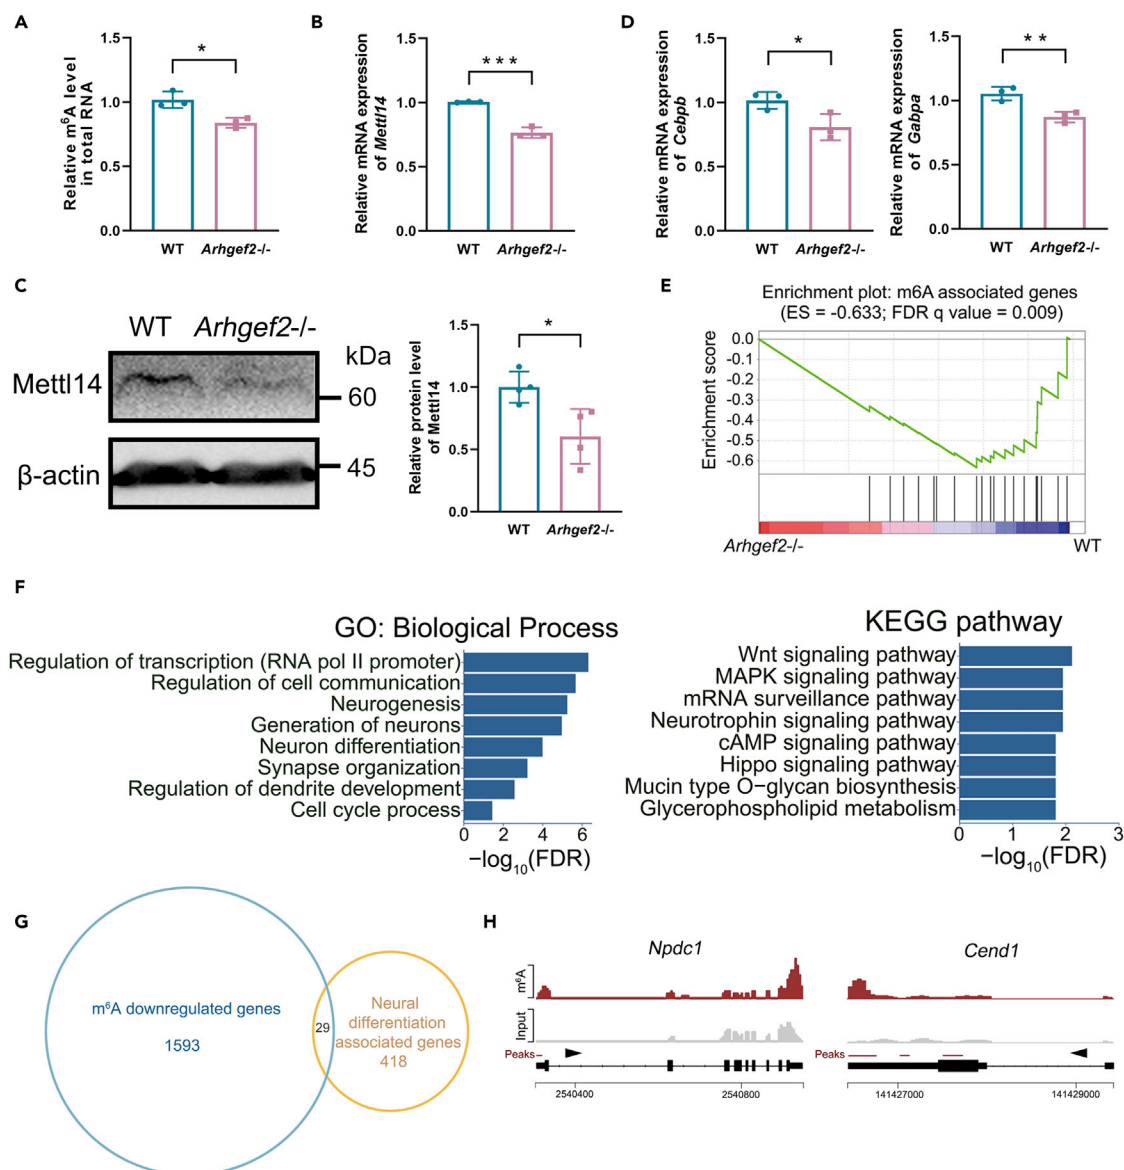 A
Relative m⁶A level
in total RNA
1.5
1.0
0.5
0.0
*
WT
Arhgef2-/-
B
Relative mRNA expression
of Mettl14
1.5
1.0
0.5
0.0
***
WT
Arhgef2-/-
D
Relative mRNA expression
of Cebpb
1.5
1.0
0.5
0.0
*
WT
Arhgef2-/-
Relative mRNA expression
of Gabpa
1.5
1.0
0.5
0.0
**
WT
Arhgef2-/-
C
WT
Arhgef2-/-
kDa
Mettl14
60
β-actin
45
Relative protein level
of Mettl14
1.5
1.0
0.5
0.0
*
WT
Arhgef2-/-
E
Enrichment plot: m6A associated genes
(ES = -0.633; FDR q value = 0.009)
Enrichment score
0.0
-0.1
-0.2
-0.3
-0.4
-0.5
-0.6
Arhgef2-/-
WT
F
GO: Biological Process
Regulation of transcription (RNA pol II promoter)
Regulation of cell communication
Neurogenesis
Generation of neurons
Neuron differentiation
Synapse organization
Regulation of dendrite development
Cell cycle process
0 2 4 6
−log₁₀(FDR)
KEGG pathway
Wnt signaling pathway
MAPK signaling pathway
mRNA surveillance pathway
Neurotrophin signaling pathway
cAMP signaling pathway
Hippo signaling pathway
Mucin type O−glycan biosynthesis
Glycerophospholipid metabolism
0 1 2 3
−log₁₀(FDR)
G
m⁶A downregulated genes
1593
29
Neural
differentiation
associated genes
418
H
Npdc1
Cend1
m⁶A
Input
Peaks
Peaks
2540400
2540800
141427000
141429000